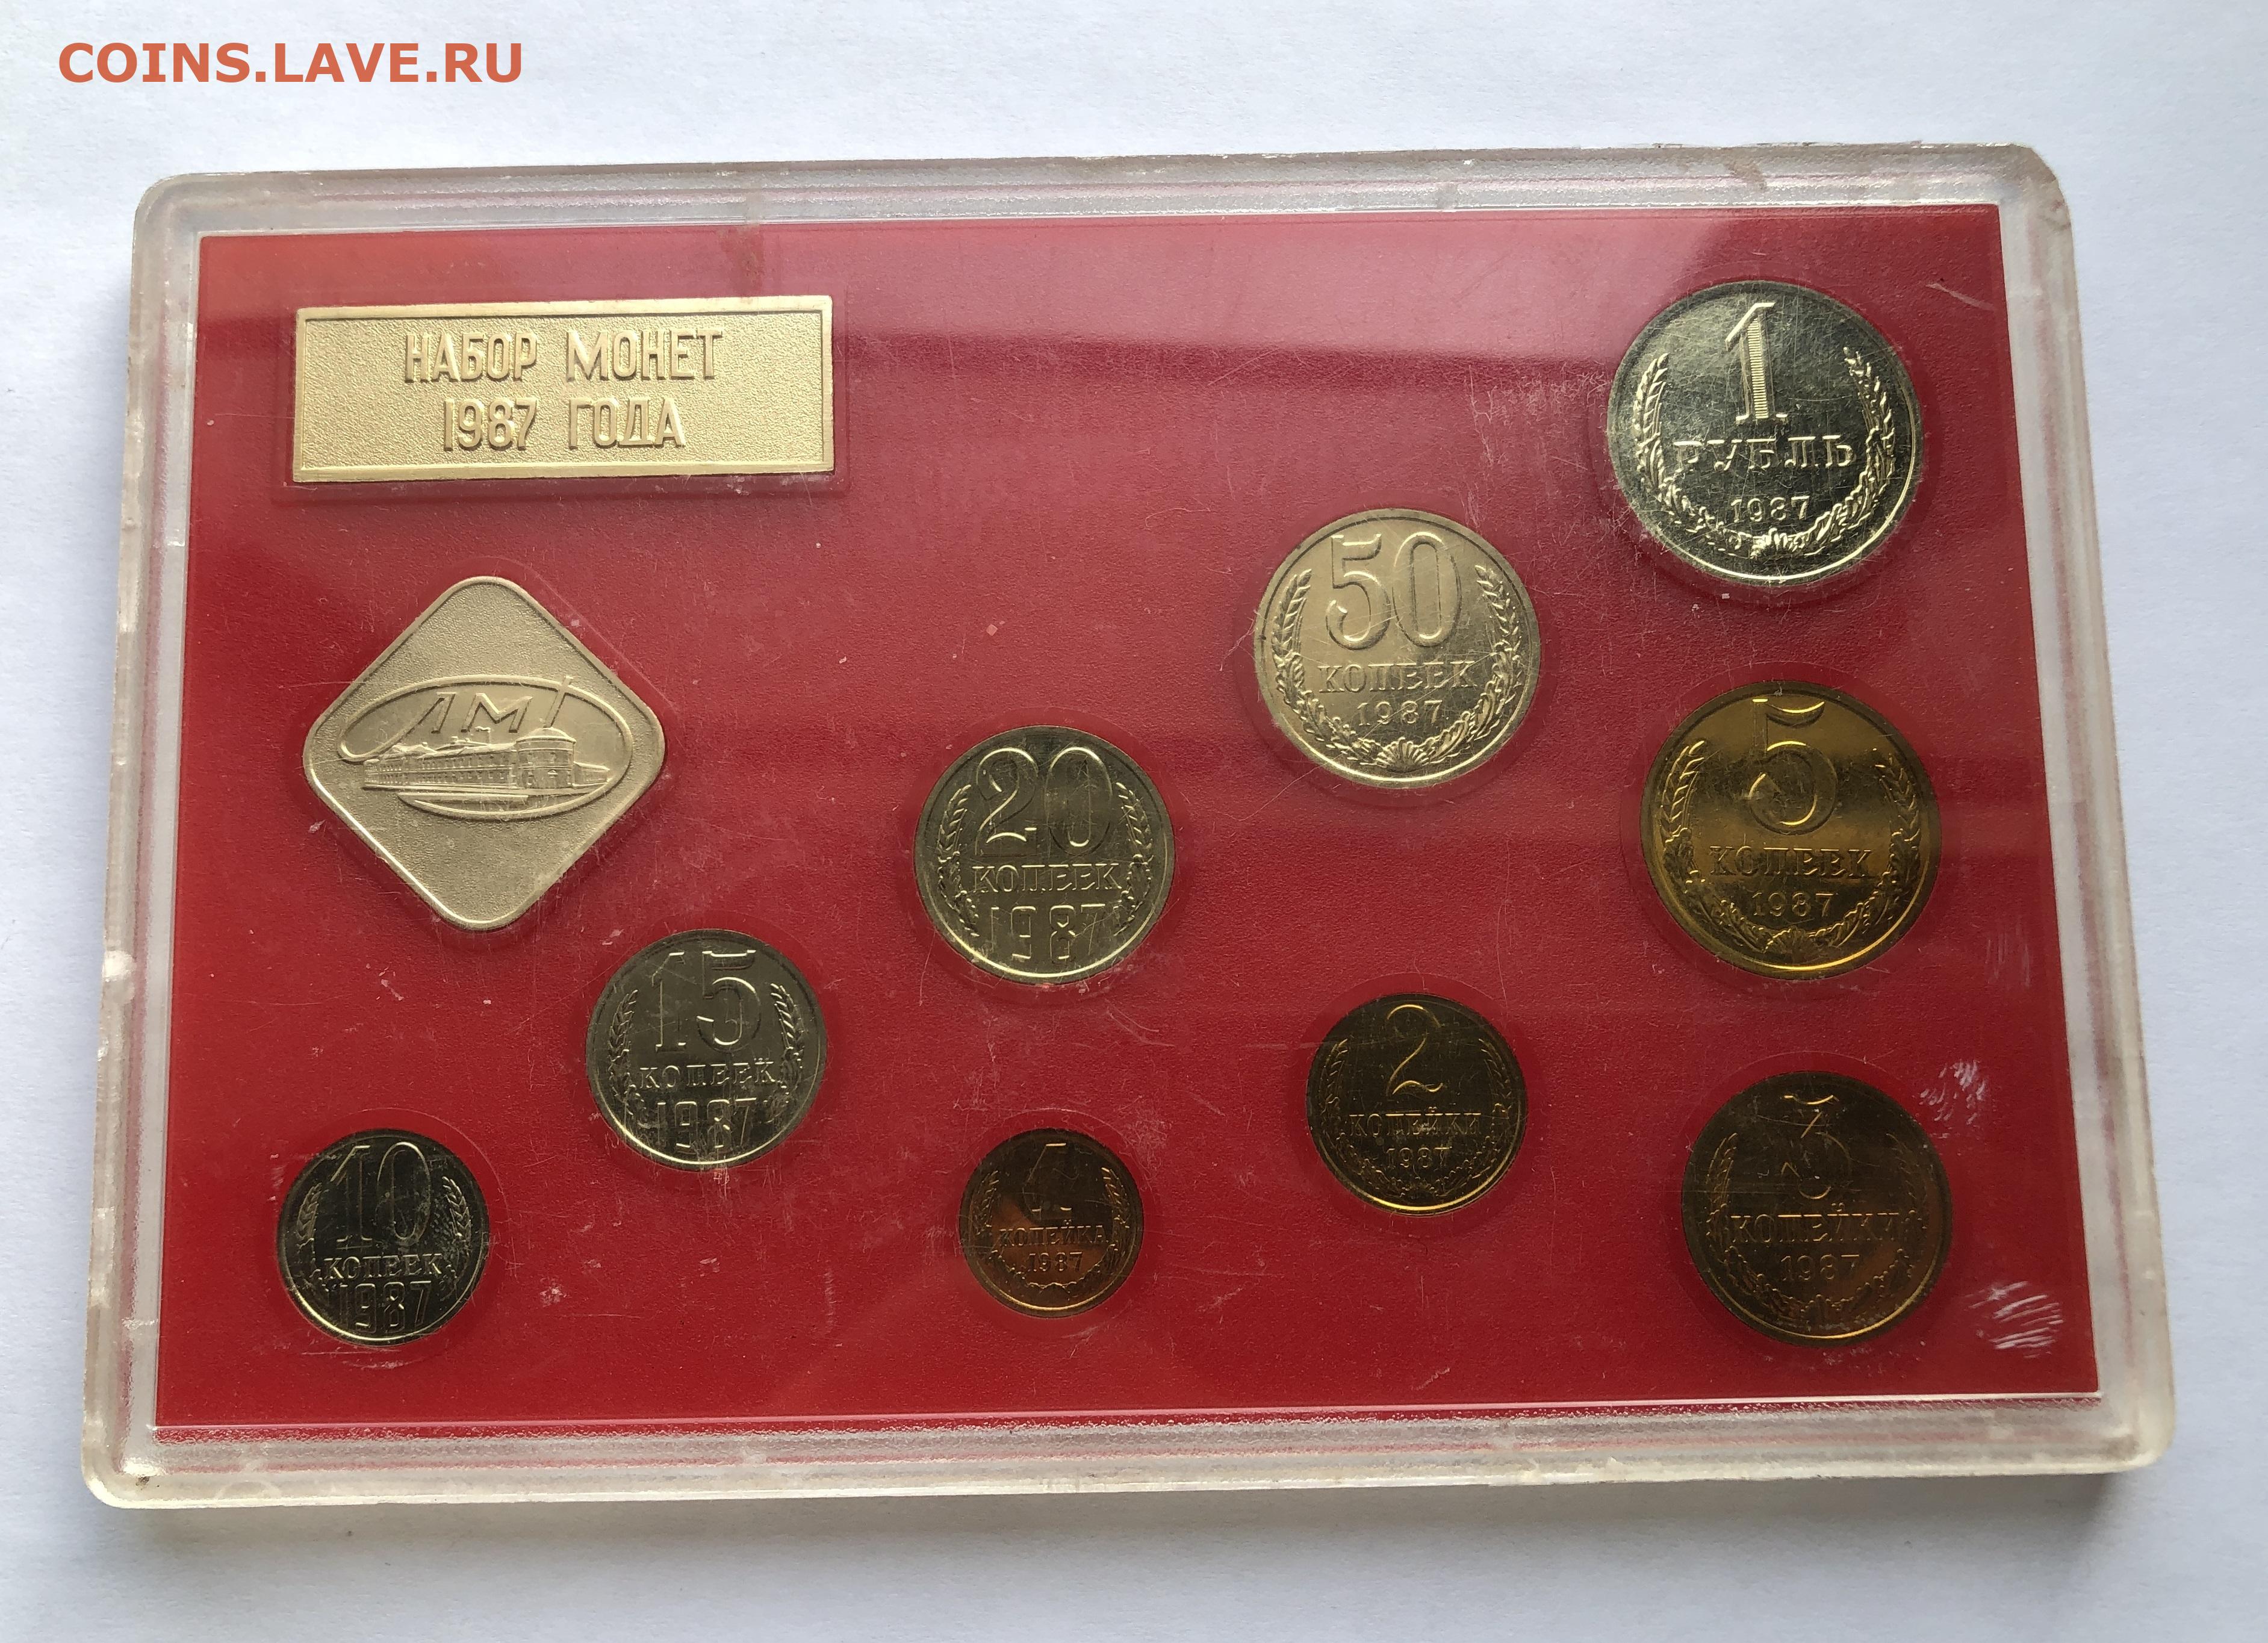 COINS.LAVE.RU
НАБОР МОНЕТ
1987 ГОДА
1
РУБЛЬ
1987
50
КОПЕЕК
1987
ЛМД
20
КОПЕЕК
1987
5
КОПЕЕК
1987
15
КОПЕЕК
1987
2
КОПЕЙКИ
1987
10
КОПЕЕК
1987
1
КОПЕЙКА
1987
3
КОПЕЙКИ
1987